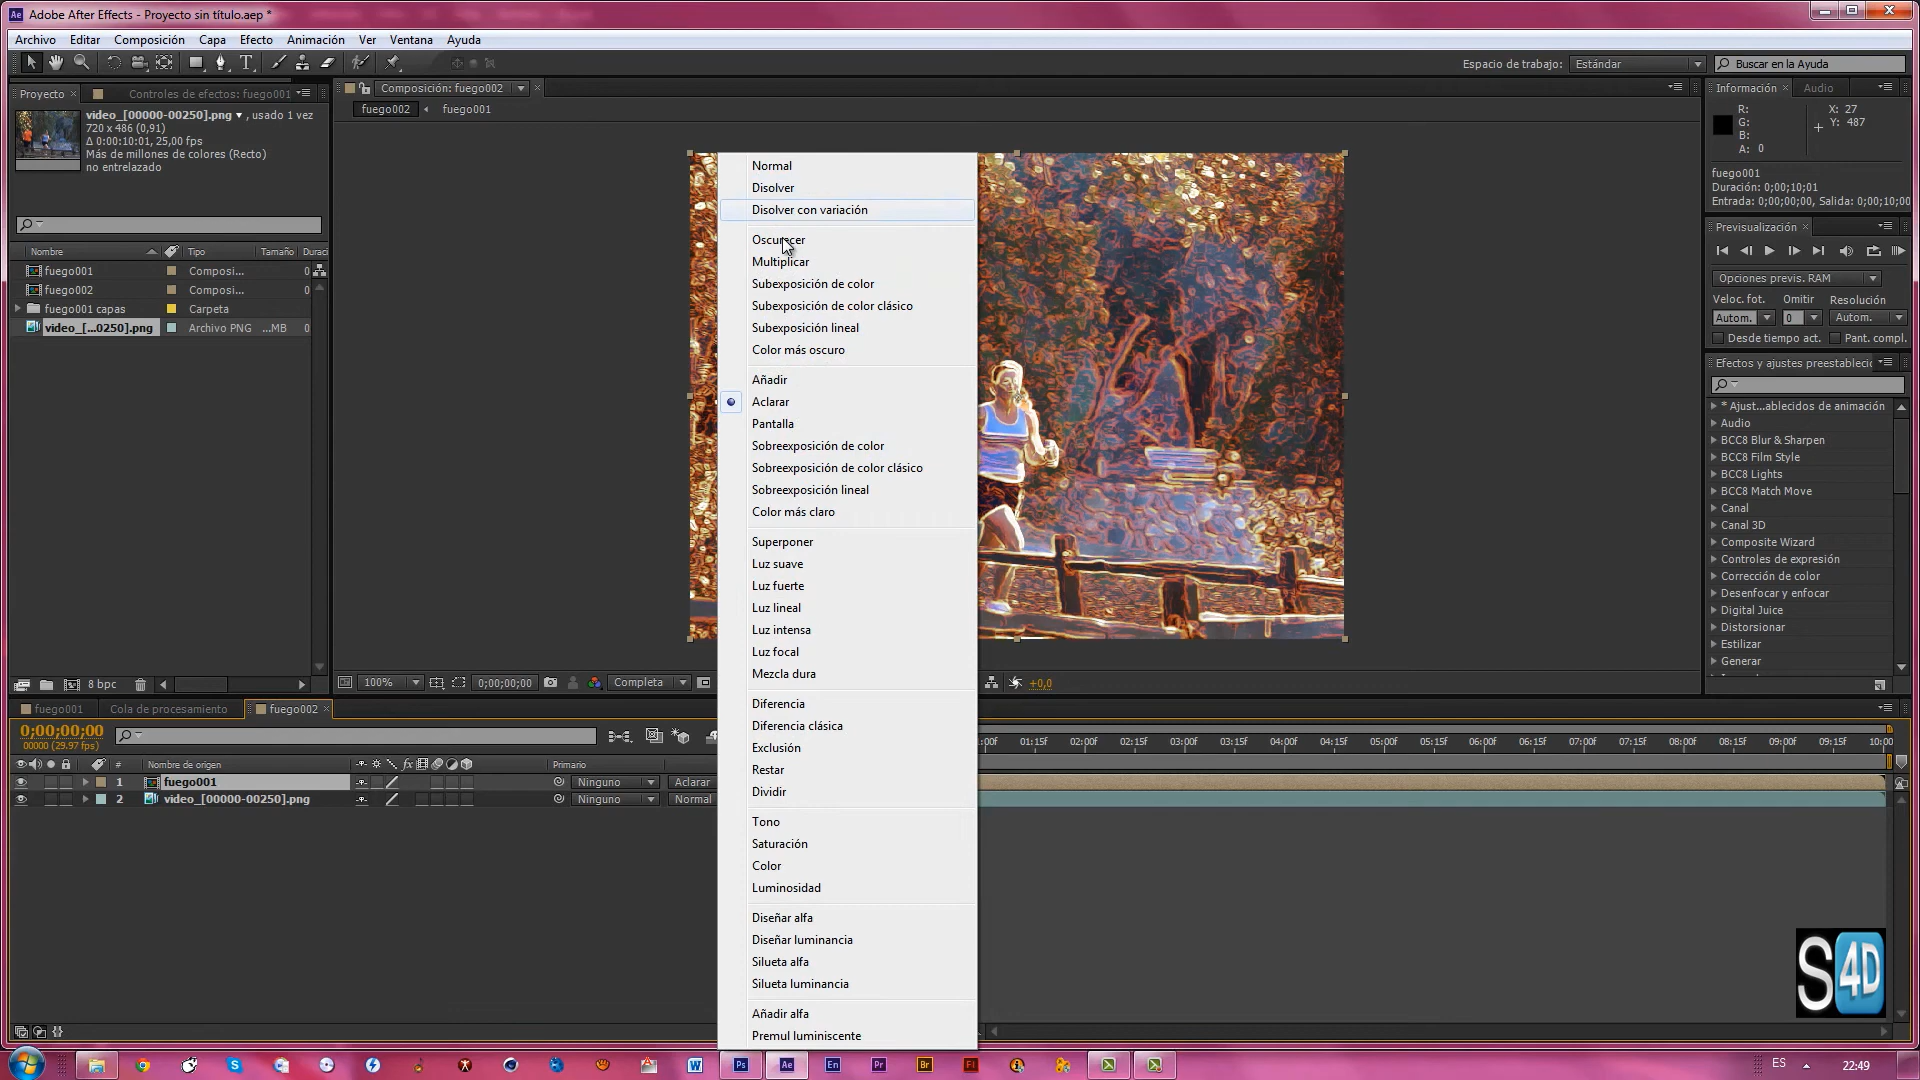 Adobe After Effects - Proyecto sin título.aep *
Archivo Editar Composición Capa Efecto Animación Ver Ventana Ayuda
Espacio de trabajo: Estándar Buscar en la Ayuda
Proyecto Controles de efectos: fuego001
Composición: fuego002
Información Audio
fuego002 fuego001
video_[00000-00250].png , usado 1 vez
720 x 486 (0,91)
Δ 0:00:10:01, 25,00 fps
Más de millones de colores (Recto)
no entrelazado
R:
G:
B:
A: 0
X: 27
Y: 487
fuego001
Duración: 0;00;10;01
Entrada: 0;00;00;00, Salida: 0;00;10;00
Previsualización
Opciones previs. RAM
Veloc. fot. Omitir Resolución
Autom. 0 Autom.
Desde tiempo act. Pant. compl.
Nombre Tipo Tamaño Duraci
fuego001 Composi... 0
fuego002 Composi... 0
fuego001 capas Carpeta
video_[...0250].png Archivo PNG ...MB 0
8 bpc
Normal
Disolver
Disolver con variación
Oscurecer
Multiplicar
Subexposición de color
Subexposición de color clásico
Subexposición lineal
Color más oscuro
Añadir
Aclarar
Pantalla
Sobreexposición de color
Sobreexposición de color clásico
Sobreexposición lineal
Color más claro
Superponer
Luz suave
Luz fuerte
Luz lineal
Luz intensa
Luz focal
Mezcla dura
Diferencia
Diferencia clásica
Exclusión
Restar
Dividir
Tono
Saturación
Color
Luminosidad
Diseñar alfa
Diseñar luminancia
Silueta alfa
Silueta luminancia
Añadir alfa
Premul luminiscente
Efectos y ajustes preestableci
* Ajust...ablecidos de animación
Audio
BCC8 Blur & Sharpen
BCC8 Film Style
BCC8 Lights
BCC8 Match Move
Canal
Canal 3D
Composite Wizard
Controles de expresión
Corrección de color
Desenfocar y enfocar
Digital Juice
Distorsionar
Estilizar
Generar
100% 0;00;00;00 Completa +0,0
fuego001 Cola de procesamiento fuego002
0;00;00;00
00000 (29.97 fps)
:00f 01:15f 02:00f 02:15f 03:00f 03:15f 04:00f 04:15f 05:00f 05:15f 06:00f 06:15f 07:00f 07:15f 08:00f 08:15f 09:00f 09:15f 10:00
# Nombre de origen fx Primario
1 fuego001 Ninguno Aclarar
2 video_[00000-00250].png Ninguno Normal
S4D
Ps Ae En Pr Br Fl
ES 22:49